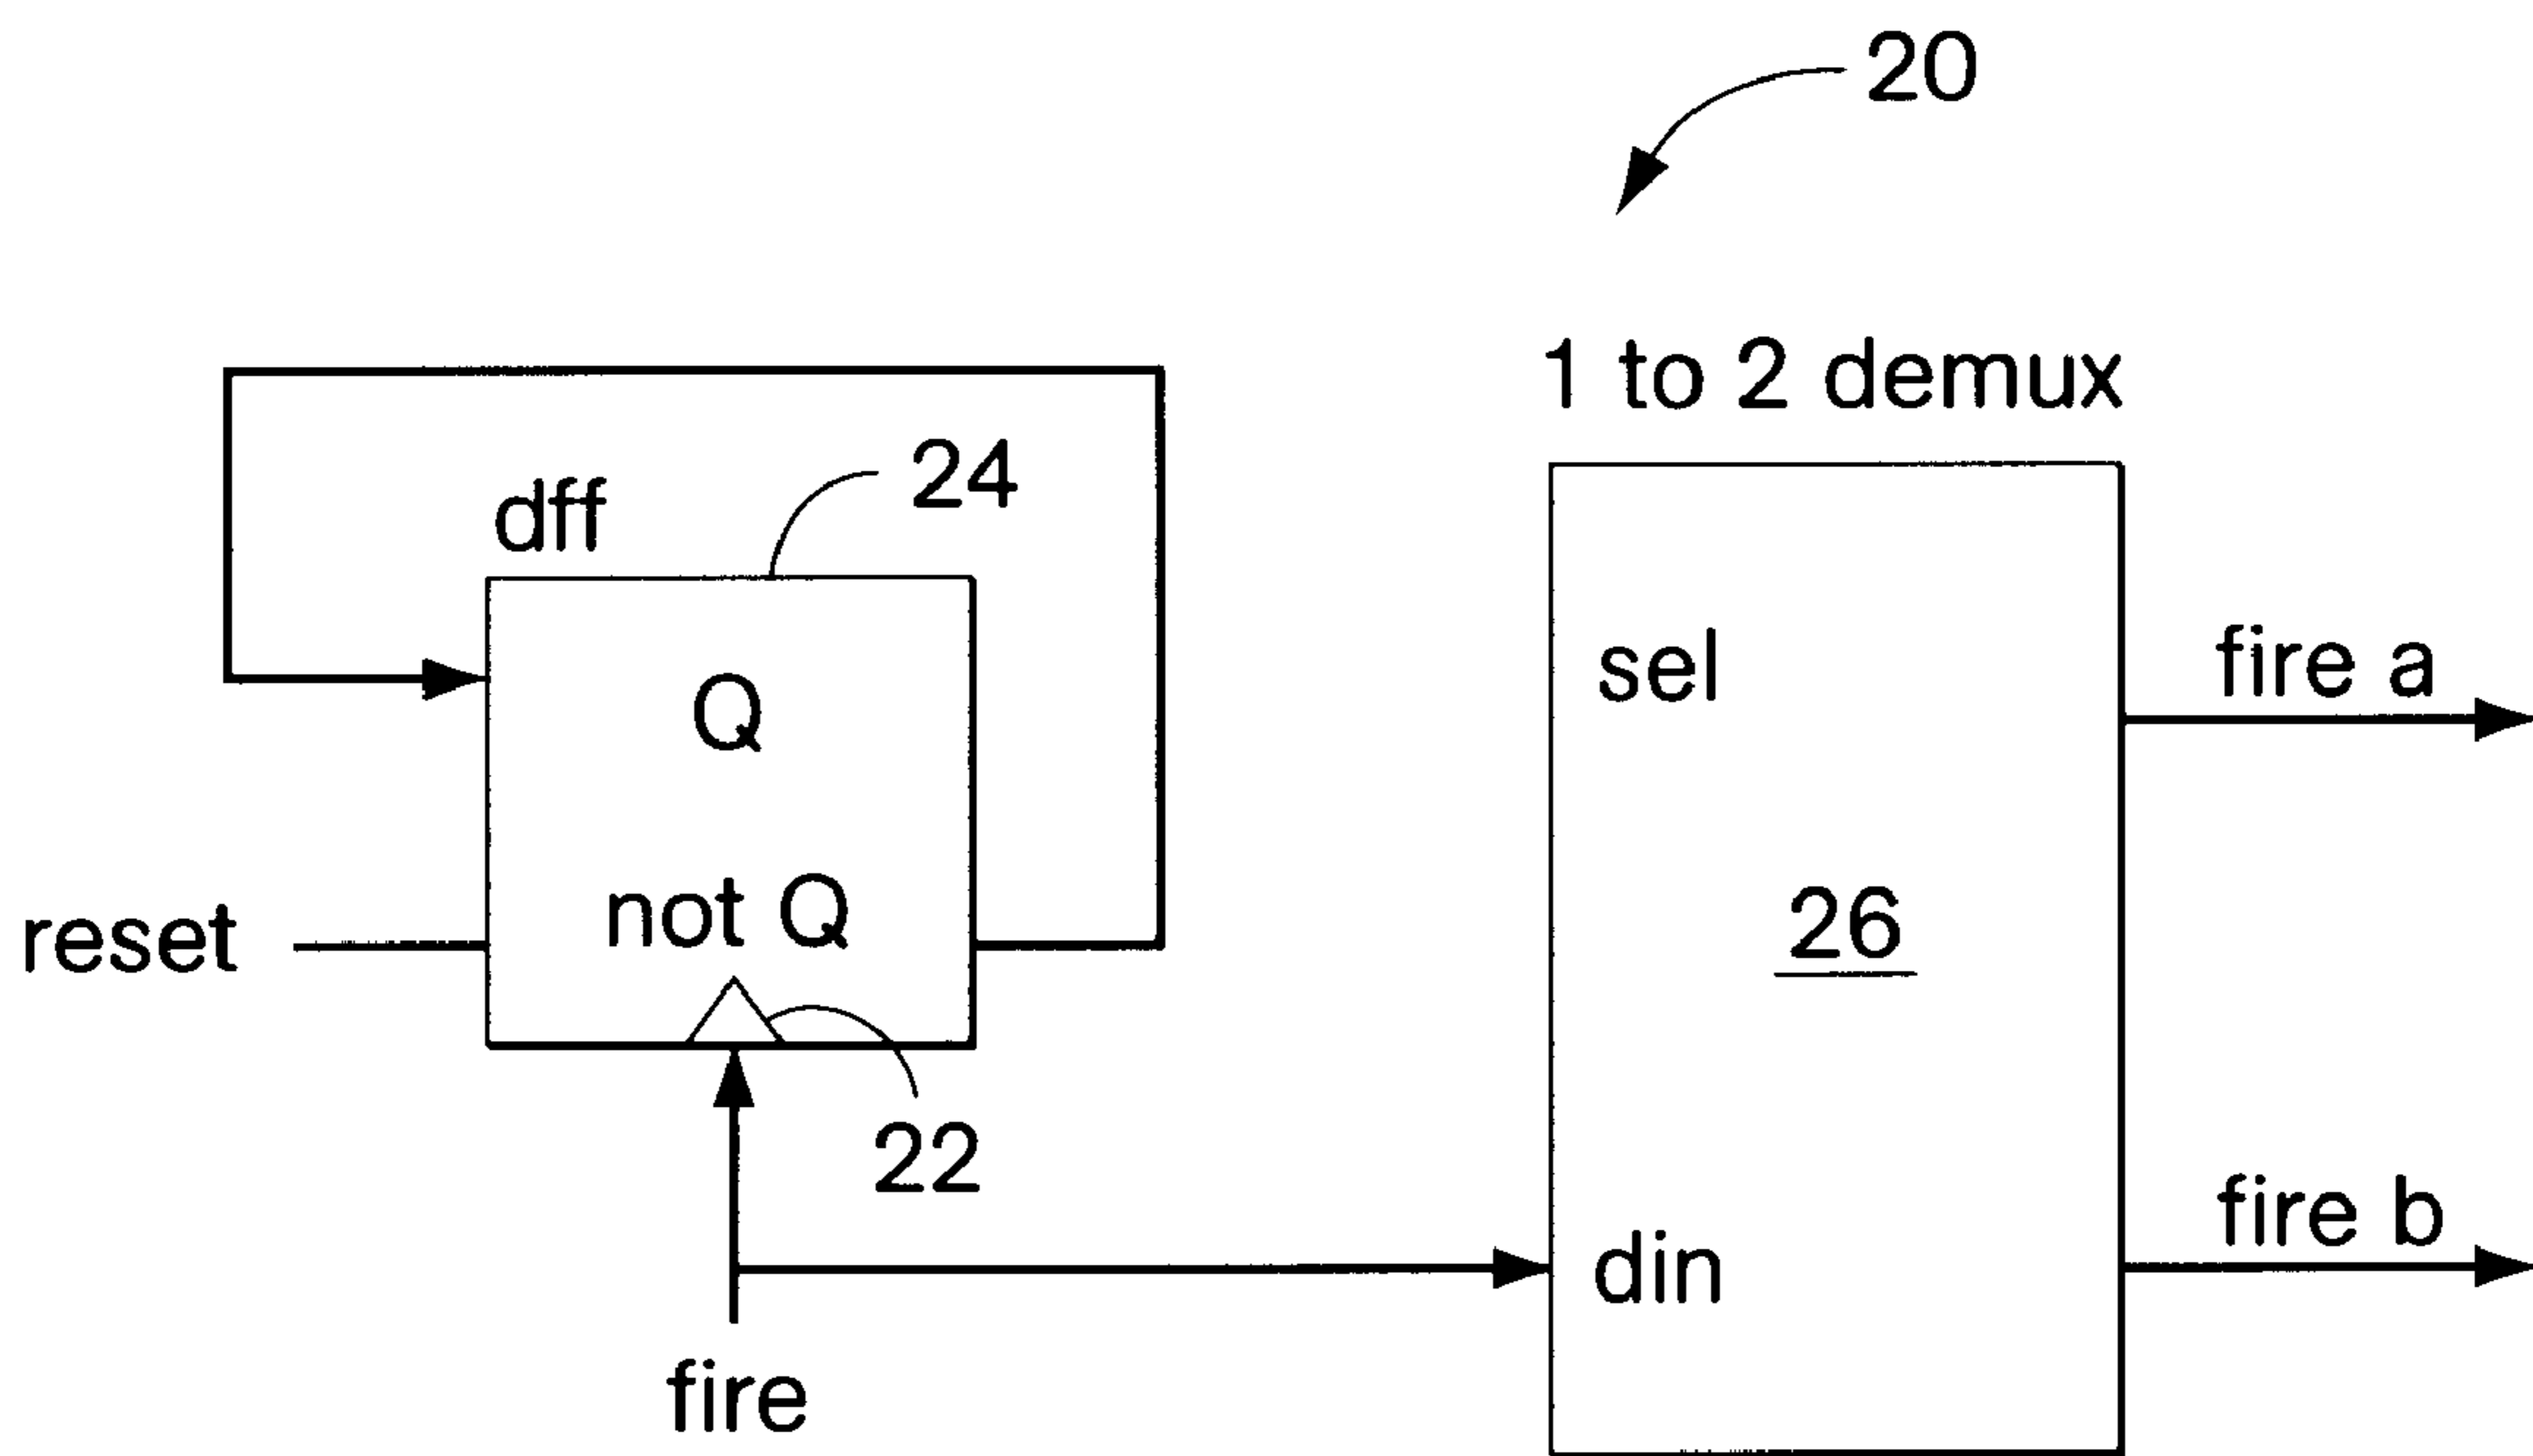 20
1 to 2 demux
24
dff
Q
sel
fire a
not Q
26
reset
22
fire b
din
fire